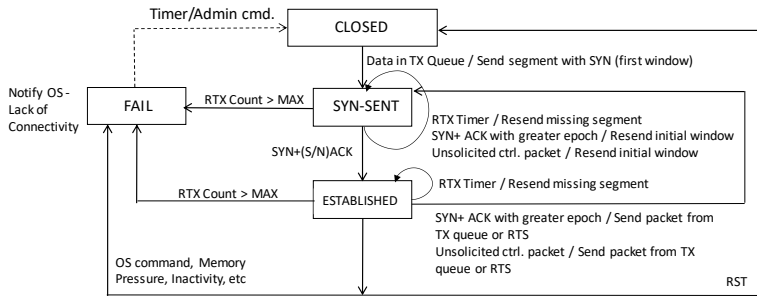 Timer/Admin cmd.
CLOSED
Data in TX Queue / Send segment with SYN (first window)
Notify OS -
Lack of
Connectivity
FAIL
RTX Count > MAX
SYN-SENT
RTX Timer / Resend missing segment
SYN+ ACK with greater epoch / Resend initial window
Unsolicited ctrl. packet / Resend initial window
SYN+(S/N)ACK
RTX Timer / Resend missing segment
RTX Count > MAX
ESTABLISHED
SYN+ ACK with greater epoch / Send packet from
TX queue or RTS
Unsolicited ctrl. packet / Send packet from TX
queue or RTS
OS command, Memory
Pressure, Inactivity, etc
RST